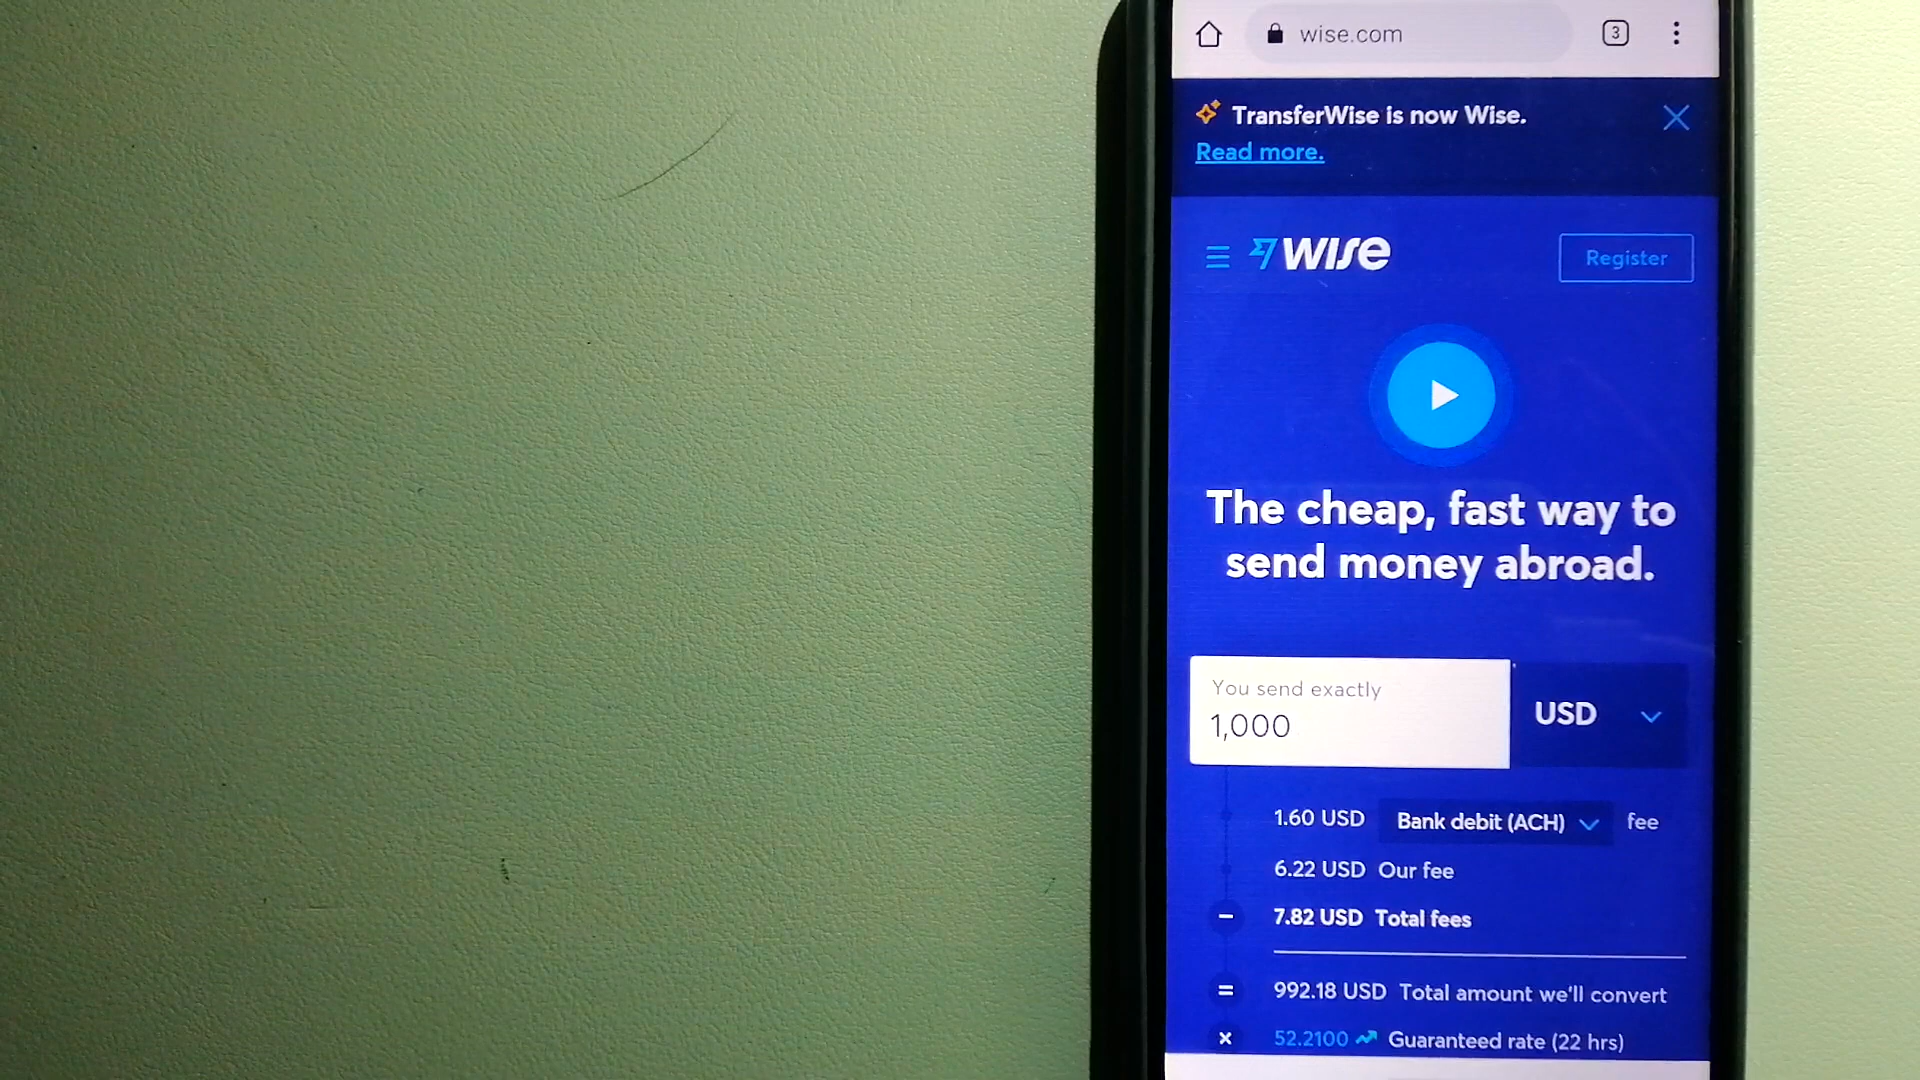 wise.com
3
TransferWise is now Wise.
Read more.
wise
Register
The cheap, fast way to
send money abroad.
You send exactly
1,000
USD
1.60 USD Bank debit (ACH) fee
6.22 USD Our fee
− 7.82 USD Total fees
= 992.18 USD Total amount we'll convert
× 52.2100 Guaranteed rate (22 hrs)